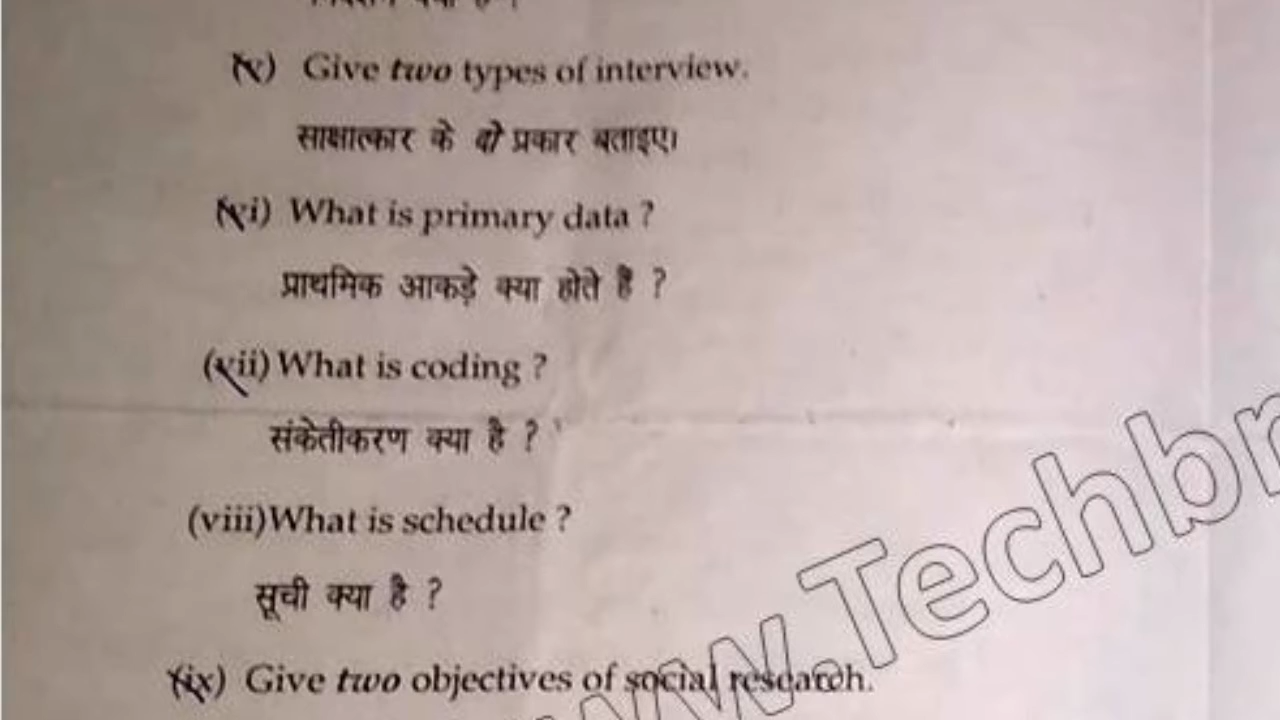 (v) Give two types of interview.
साक्षात्कार के दो प्रकार बताइए।
(vi) What is primary data ?
प्राथमिक आकड़े क्या होते है ?
(vii) What is coding ?
संकेतीकरण क्या है ?
(viii) What is schedule ?
सूची क्या है ?
(ix) Give two objectives of social research.